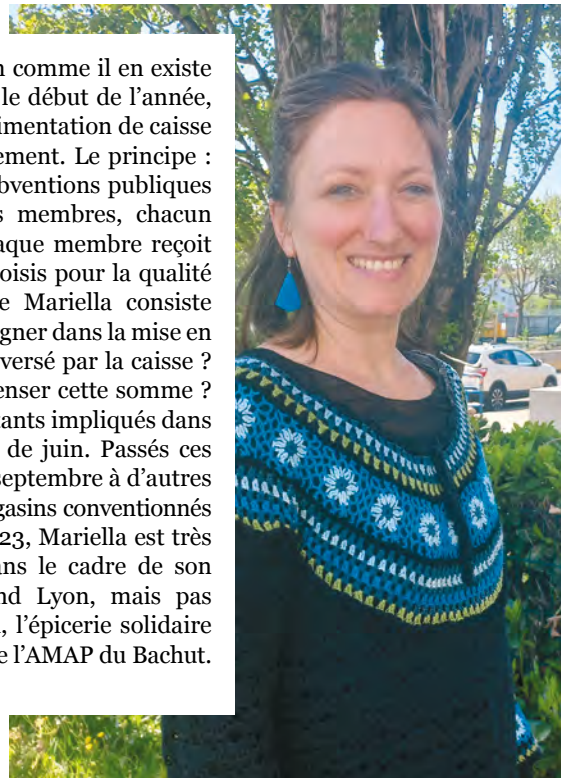 n comme il en existe
le début de l’année,
imentation de caisse
ement. Le principe :
bventions publiques
s membres, chacun
aque membre reçoit
oisis pour la qualité
e Mariella consiste
gner dans la mise en
versé par la caisse ?
enser cette somme ?
tants impliqués dans
de juin. Passés ces
septembre à d’autres
gasins conventionnés
23, Mariella est très
ans le cadre de son
nd Lyon, mais pas
, l’épicerie solidaire
e l’AMAP du Bachut.